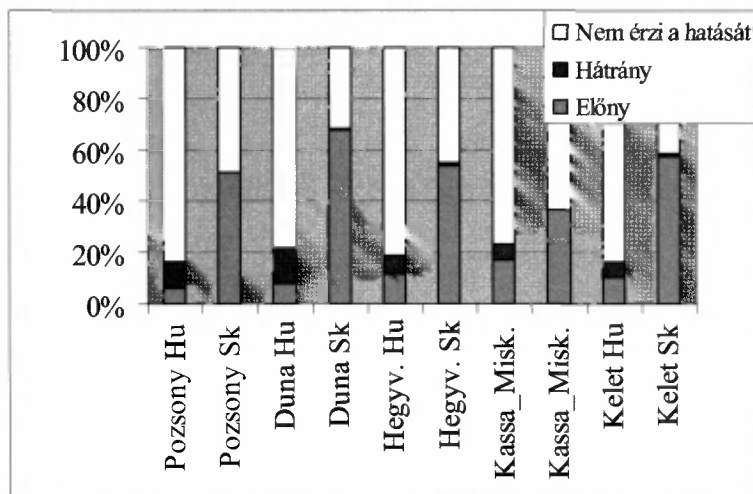 Nem érzi a hatását
Hátrány
Előny
100%
80%
60%
40%
20%
0%
Pozsony Hu
Pozsony Sk
Duna Hu
Duna Sk
Hegyv. Hu
Hegyv. Sk
Kassa_Misk.
Kassa_Misk.
Kelet Hu
Kelet Sk